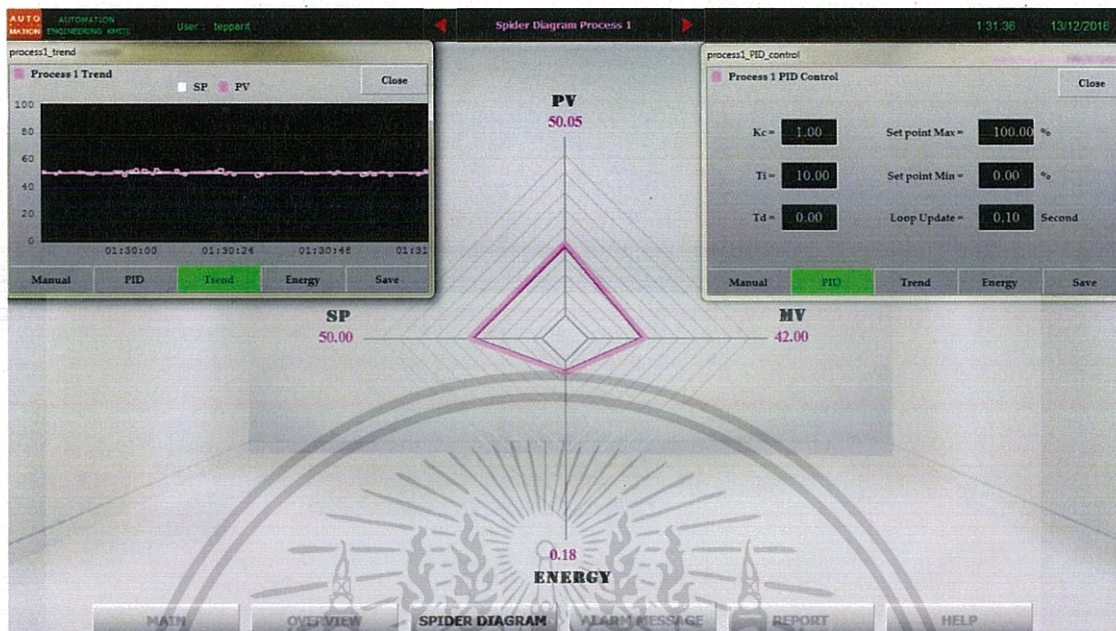 AUTO
MATION
AUTOMATION
ENGINEERING KMITL
User : tepparit
Spider Diagram Process 1
1:31:36
13/12/2016
process1_trend
Process 1 Trend
SP PV
Close
100
80
60
40
20
0
01:30:00 01:30:24 01:30:48 01:31
Manual PID Trend Energy Save
process1_PID_control
Process 1 PID Control
Close
Kc = 1.00 Set point Max = 100.00 %
Ti = 10.00 Set point Min = 0.00 %
Td = 0.00 Loop Update = 0.10 Second
Manual PID Trend Energy Save
PV
50.05
SP
50.00
MV
42.00
0.18
ENERGY
MAIN OVERVIEW SPIDER DIAGRAM ALARM MESSAGE REPORT HELP